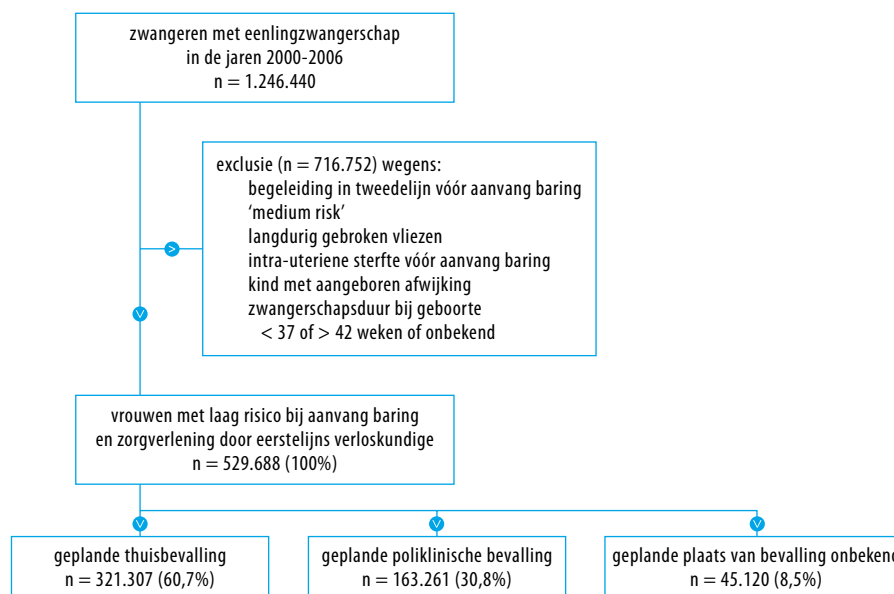 zwangeren met eenlingzwangerschap
in de jaren 2000-2006
n = 1.246.440
exclusie (n = 716.752) wegens:
begeleiding in tweedelijn vóór aanvang baring
‘medium risk’
langdurig gebroken vliezen
intra-uteriene sterfte vóór aanvang baring
kind met aangeboren afwijking
zwangerschapsduur bij geboorte
< 37 of > 42 weken of onbekend
vrouwen met laag risico bij aanvang baring
en zorgverlening door eerstelijns verloskundige
n = 529.688 (100%)
geplande thuisbevalling
n = 321.307 (60,7%)
geplande poliklinische bevalling
n = 163.261 (30,8%)
geplande plaats van bevalling onbekend
n = 45.120 (8,5%)